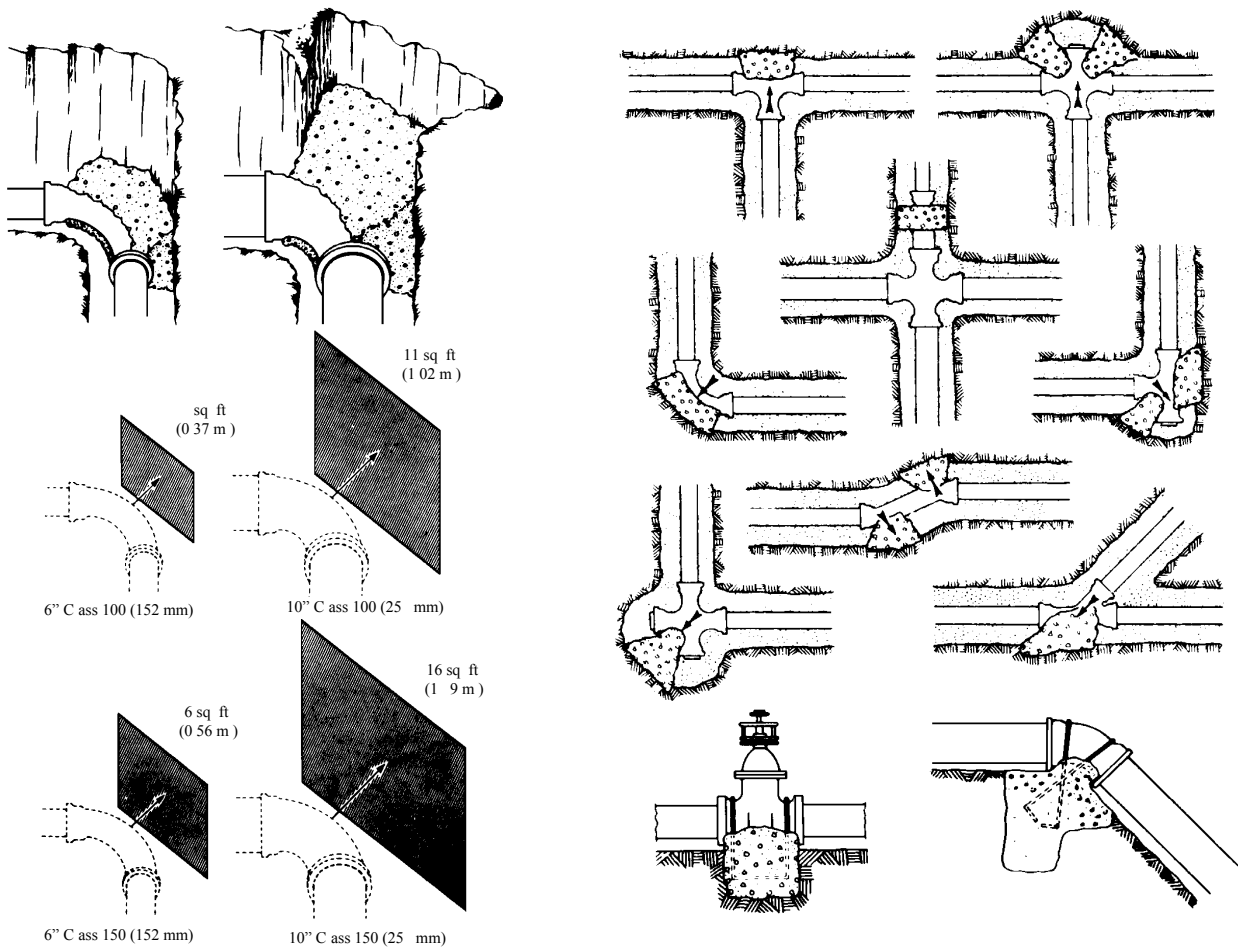 11 sq ft
(1 02 m )
sq ft
(0 37 m )
6” C ass 100 (152 mm)
10” C ass 100 (25 mm)
16 sq ft
(1 9 m )
6 sq ft
(0 56 m )
6” C ass 150 (152 mm)
10” C ass 150 (25 mm)